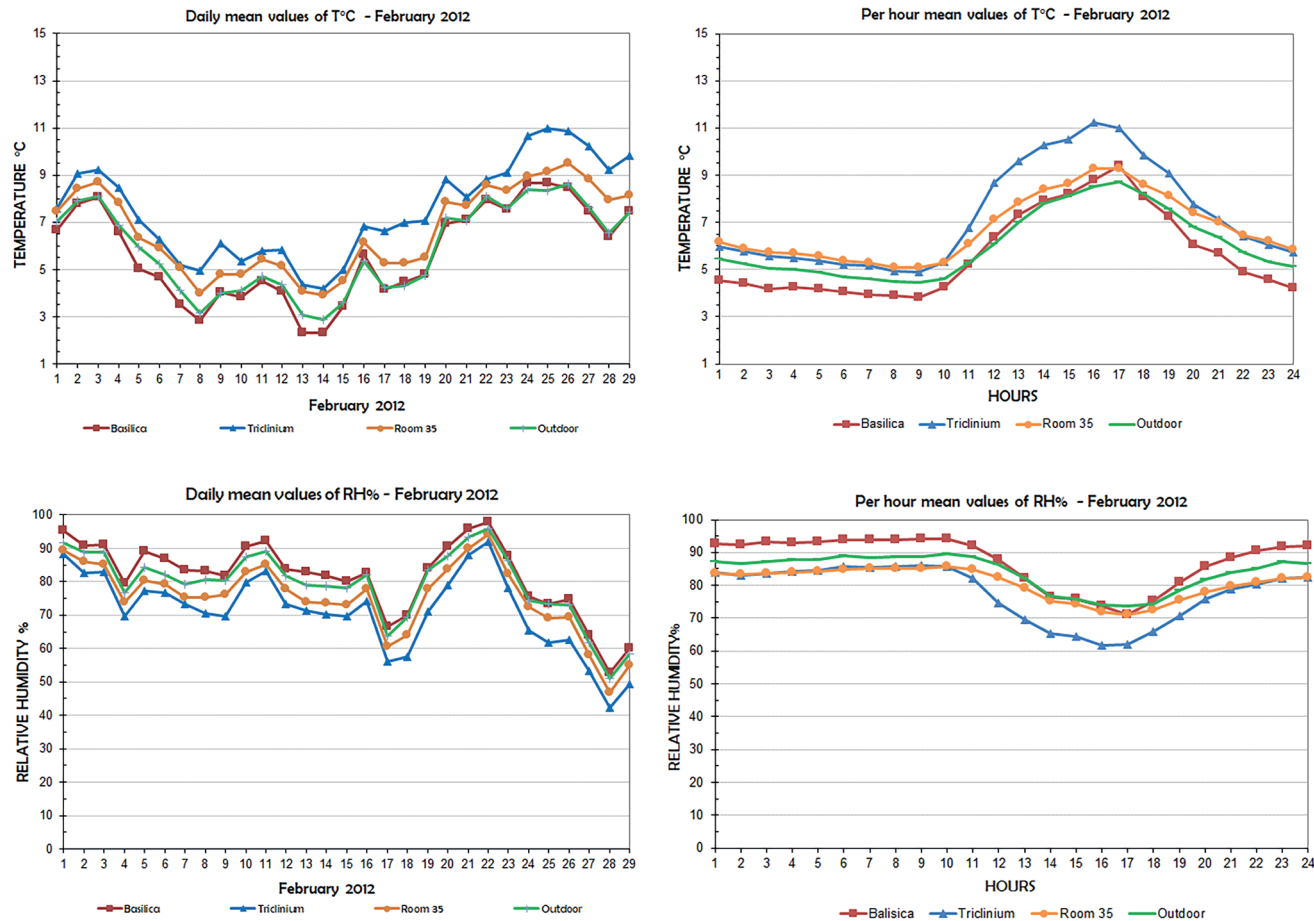 Daily mean values of T°C - February 2012
TEMPERATURE °C
15
13
11
9
7
5
3
1
1 2 3 4 5 6 7 8 9 10 11 12 13 14 15 16 17 18 19 20 21 22 23 24 25 26 27 28 29
February 2012
Basilica Triclinium Room 35 Outdoor
Per hour mean values of T°C - February 2012
TEMPERATURE °C
15
13
11
9
7
5
3
1
1 2 3 4 5 6 7 8 9 10 11 12 13 14 15 16 17 18 19 20 21 22 23 24
HOURS
Basilica Triclinium Room 35 Outdoor
Daily mean values of RH% - February 2012
RELATIVE HUMIDITY %
100
90
80
70
60
50
40
30
20
10
0
1 2 3 4 5 6 7 8 9 10 11 12 13 14 15 16 17 18 19 20 21 22 23 24 25 26 27 28 29
February 2012
Basilica Triclinium Room 35 Outdoor
Per hour mean values of RH% - February 2012
RELATIVE HUMIDITY%
100
90
80
70
60
50
40
30
20
10
0
1 2 3 4 5 6 7 8 9 10 11 12 13 14 15 16 17 18 19 20 21 22 23 24
HOURS
Balisica Triclinium Room 35 Outdoor